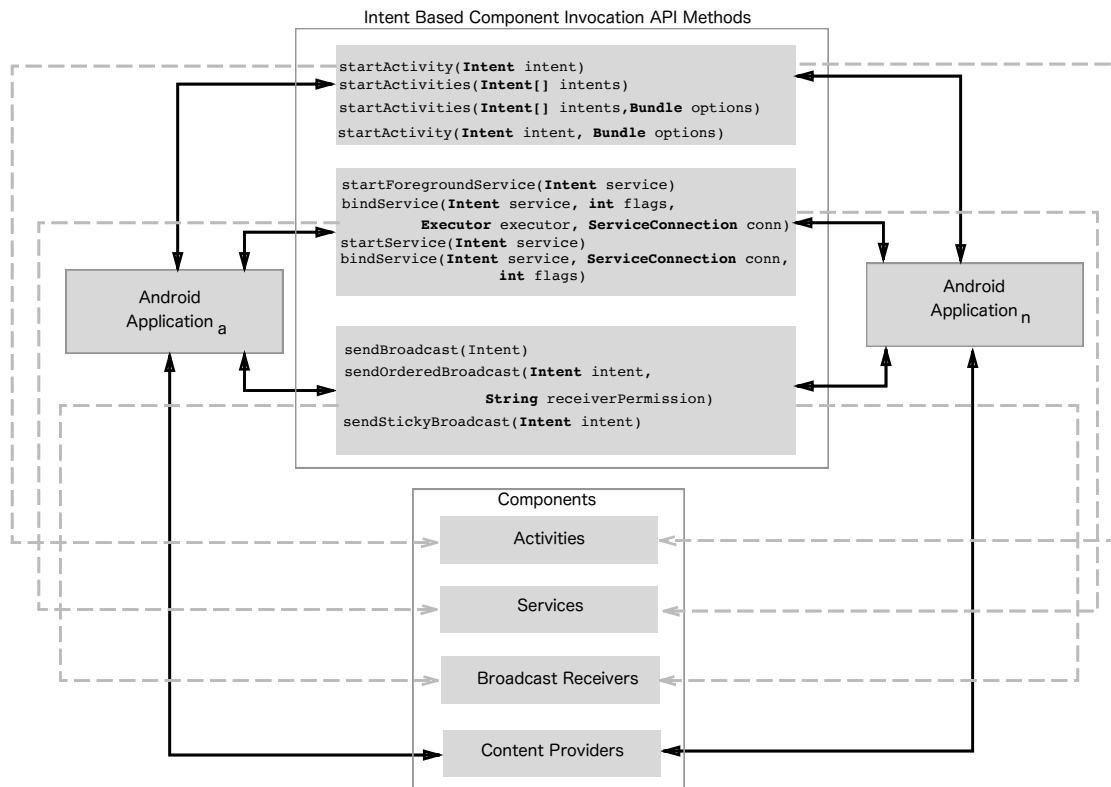 Intent Based Component Invocation API Methods
startActivity(Intent intent)
startActivities(Intent[] intents)
startActivities(Intent[] intents,Bundle options)
startActivity(Intent intent, Bundle options)
startForegroundService(Intent service)
bindService(Intent service, int flags,
Executor executor, ServiceConnection conn)
startService(Intent service)
bindService(Intent service, ServiceConnection conn,
int flags)
Android
Application a
Android
Application n
sendBroadcast(Intent)
sendOrderedBroadcast(Intent intent,
String receiverPermission)
sendStickyBroadcast(Intent intent)
Components
Activities
Services
Broadcast Receivers
Content Providers